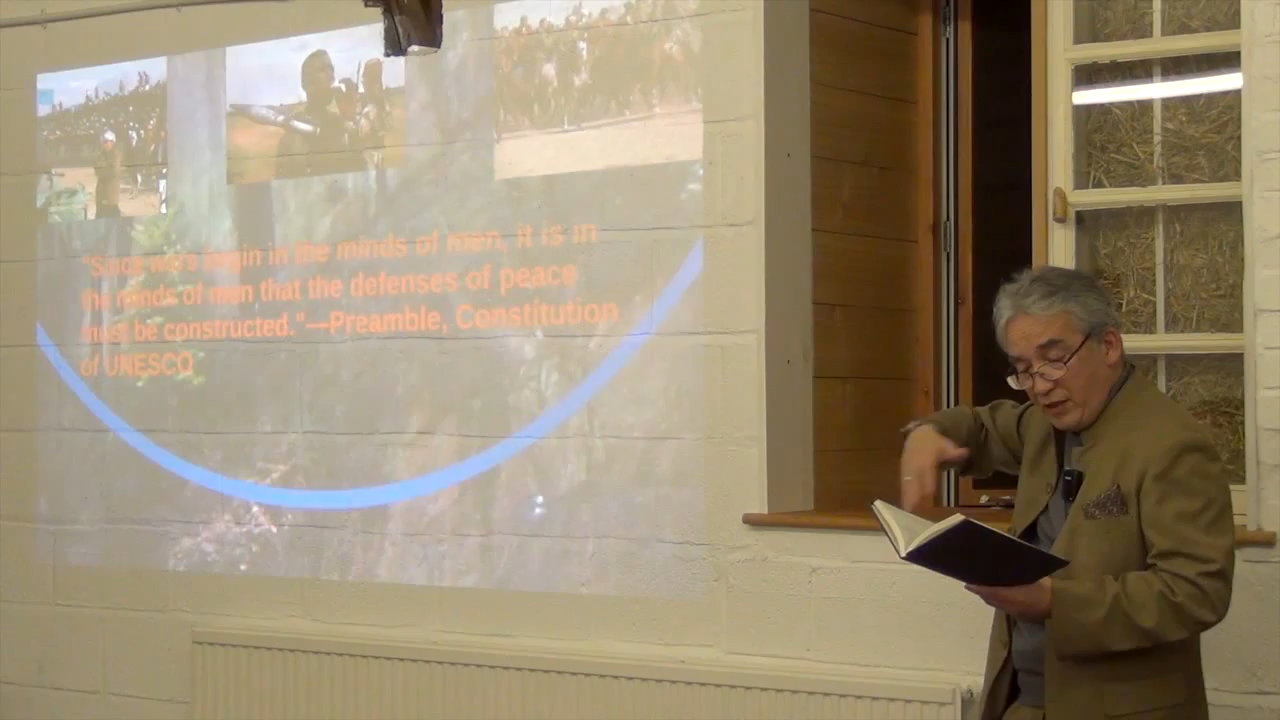 "Since wars begin in the minds of men, it is in
the minds of men that the defenses of peace
must be constructed."—Preamble, Constitution
of UNESCO